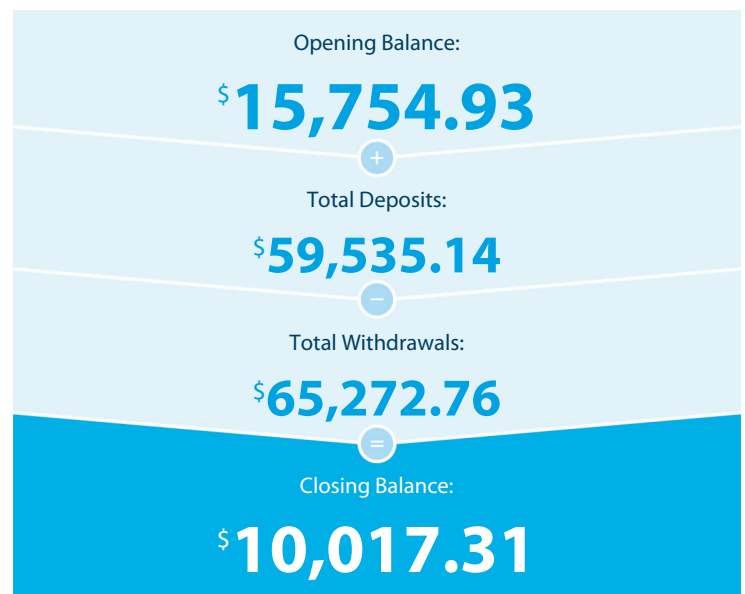 Opening Balance:
$15,754.93
+
Total Deposits:
$59,535.14
−
Total Withdrawals:
$65,272.76
=
Closing Balance:
$10,017.31